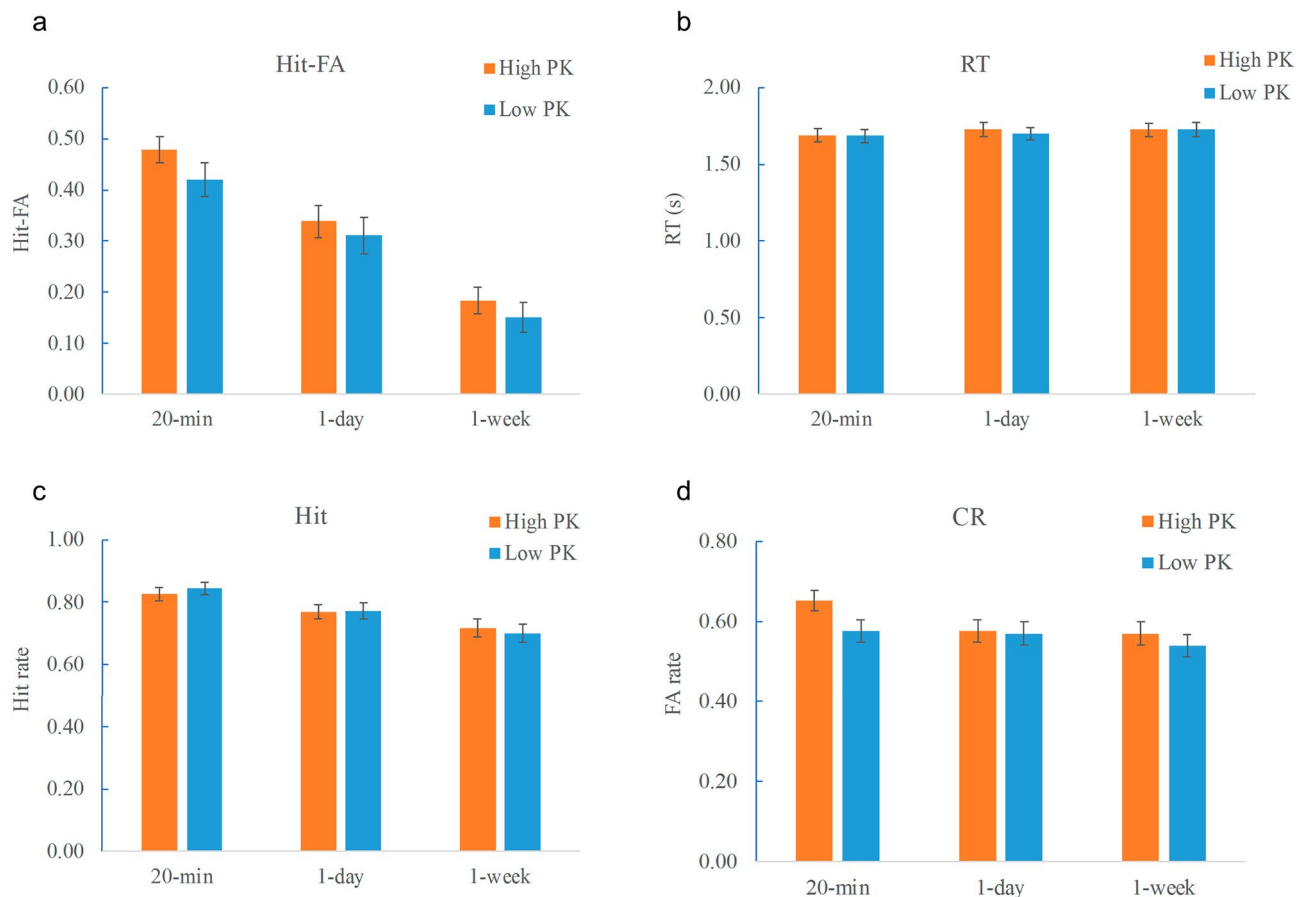 a
Hit-FA
High PK
Low PK
0.60
0.50
0.40
0.30
0.20
0.10
0.00
Hit-FA
20-min 1-day 1-week
b
RT
High PK
Low PK
2.00
1.50
1.00
0.50
0.00
RT (s)
20-min 1-day 1-week
c
Hit
High PK
Low PK
1.00
0.80
0.60
0.40
0.20
0.00
Hit rate
20-min 1-day 1-week
d
CR
High PK
Low PK
0.80
0.60
0.40
0.20
0.00
FA rate
20-min 1-day 1-week